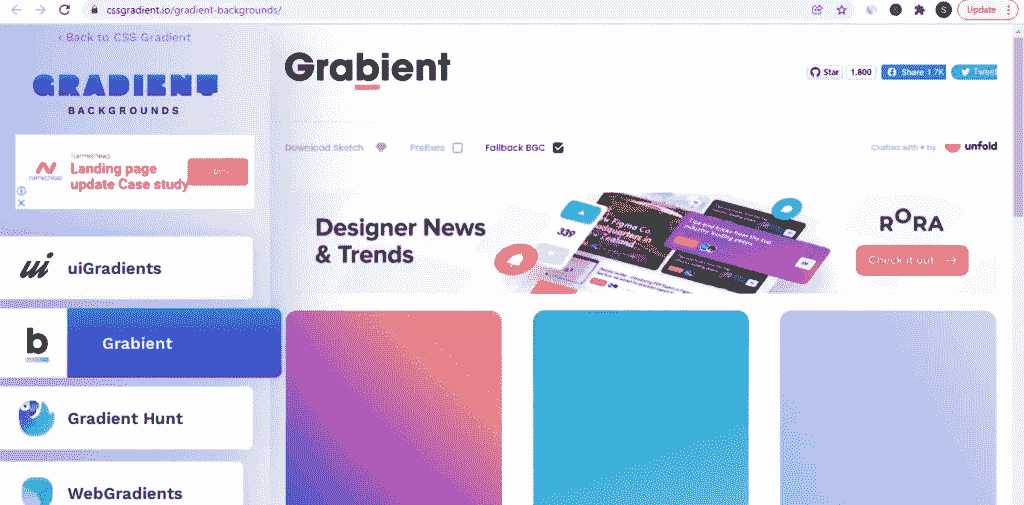 cssgradient.io/gradient-backgrounds/
S
Update
‹ Back to CSS Gradient
GRADIENT
BACKGROUNDS
Namecheap
namecheap
Landing page
update Case study
uiGradients
Grabient
Gradient Hunt
WebGradients
Grabient
Star 1,800 Share 1.7K Tweet
Download Sketch Prefixes Fallback BGC
Crafted with ♥ by unfold
Designer News
& Trends
339
RORA
Check it out →